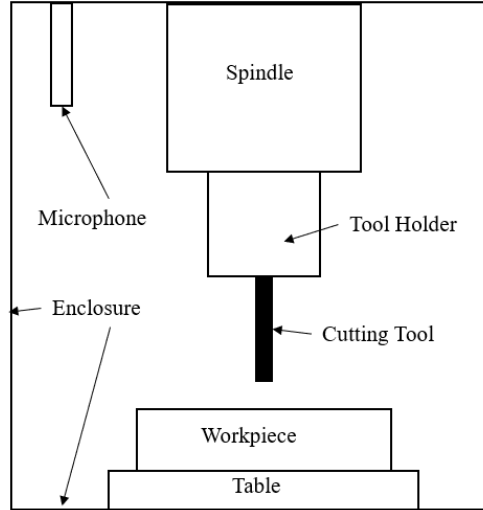 Spindle
Microphone
Tool Holder
Enclosure
Cutting Tool
Workpiece
Table